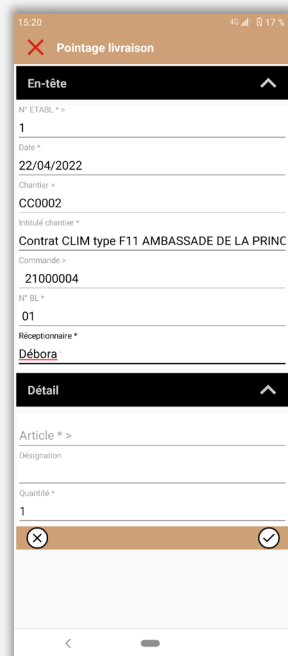 15:20
4G 17 %
Pointage livraison
En-tête
N° ETABL * >
1
Date *
22/04/2022
Chantier >
CC0002
Intitulé chantier *
Contrat CLIM type F11 AMBASSADE DE LA PRINC
Commande >
21000004
N° BL *
01
Réceptionnaire *
Débora
Détail
Article * >
Désignation
Quantité *
1